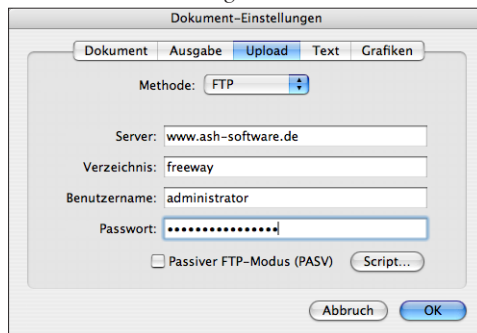 Dokument-Einstellungen
Dokument Ausgabe Upload Text Grafiken
Methode: FTP
Server: www.ash-software.de
Verzeichnis: freeway
Benutzername: administrator
Passwort: ••••••••••••••••
Passiver FTP-Modus (PASV) Script...
Abbruch OK